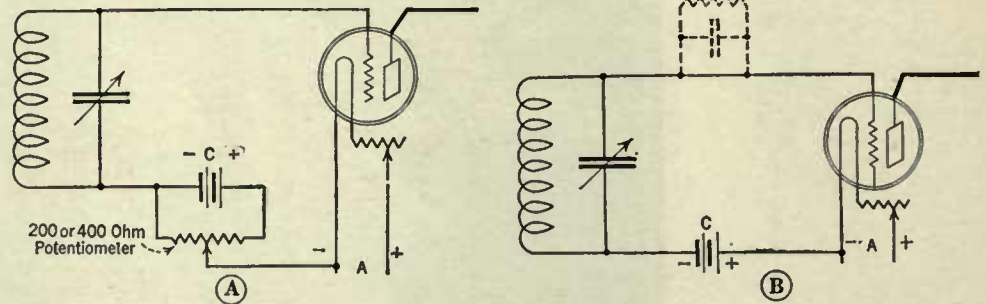 - C +
200 or 400 Ohm
Potentiometer
- A +
A
C
- +
- A +
B